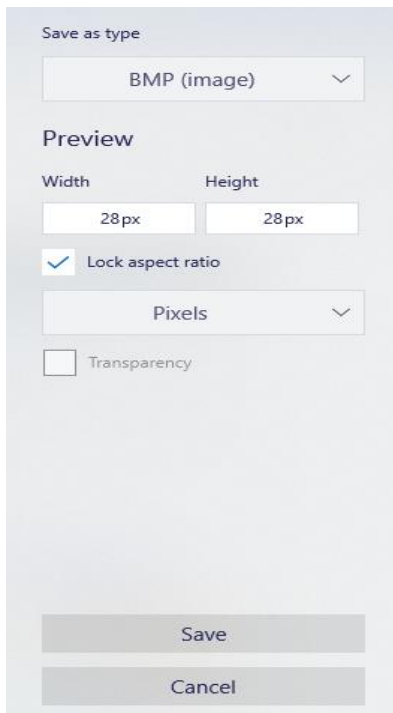 Save as type
BMP (image)
Preview
Width Height
28px 28px
Lock aspect ratio
Pixels
Transparency
Save
Cancel